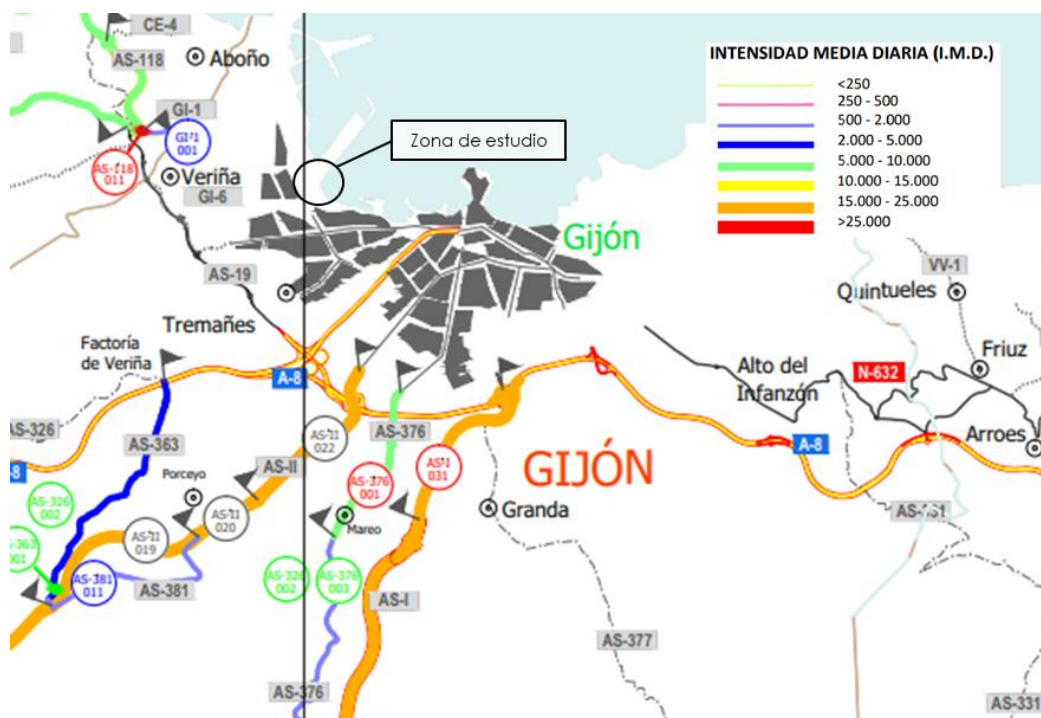 CE-4
AS-118
Aboño
GI-1
GI-1
001
AS-118
011
Veriña
GI-6
Zona de estudio
INTENSIDAD MEDIA DIARIA (I.M.D.)
<250
250 - 500
500 - 2.000
2.000 - 5.000
5.000 - 10.000
10.000 - 15.000
15.000 - 25.000
>25.000
Gijón
AS-19
VV-1
Quintueles
Tremañes
Factoría
de Veriña
A-8
Alto del
Infanzón
N-632
Friuz
AS-326
AS-363
AS-II
022
AS-376
A-8
Arroes
-8
Porceyo
AS-II
AS-376
001
AS-I
031
GIJÓN
AS-326
002
AS-II
020
Mareo
Granda
AS-II
019
S-363
001
AS-381
011
AS-381
AS-326
002
AS-376
003
AS-I
AS-377
AS-376
AS-331